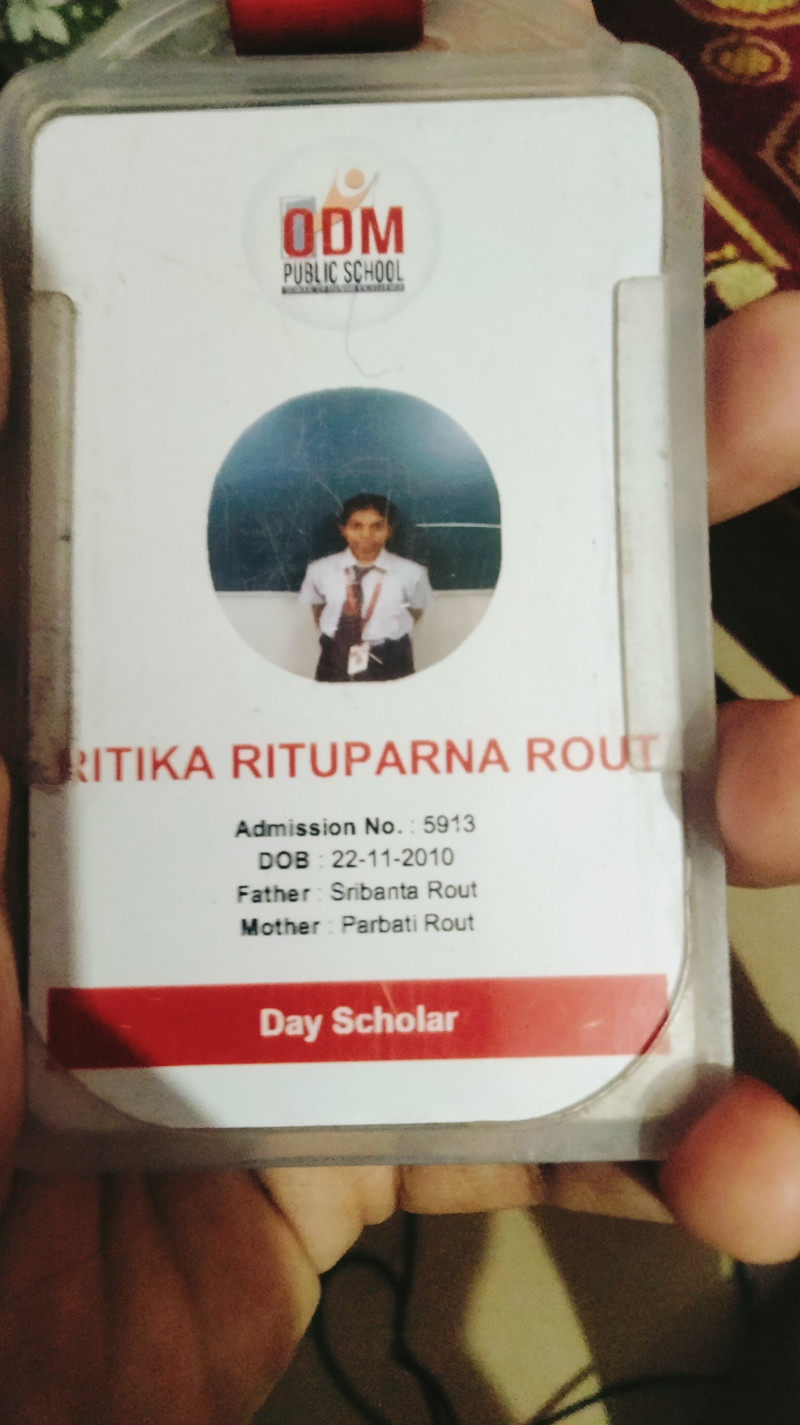 ODM
PUBLIC SCHOOL
RITIKA RITUPARNA ROUT
Admission No. : 5913
DOB : 22-11-2010
Father : Sribanta Rout
Mother : Parbati Rout
Day Scholar